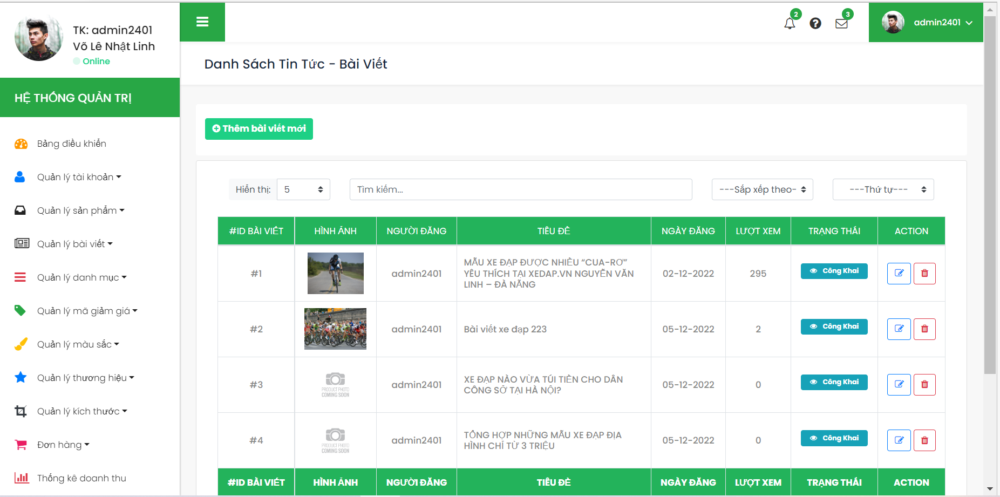 TK: admin2401
Võ Lê Nhật Linh
Online
HỆ THỐNG QUẢN TRỊ
Bảng điều khiển
Quản lý tài khoản
Quản lý sản phẩm
Quản lý bài viết
Quản lý danh mục
Quản lý mã giảm giá
Quản lý màu sắc
Quản lý thương hiệu
Quản lý kích thước
Đơn hàng
Thống kê doanh thu
2
3
admin2401
Danh Sách Tin Tức - Bài Viết
Thêm bài viết mới
Hiển thị: 5 Tìm kiếm... ---Sắp xếp theo- ---Thứ tự---
#ID BÀI VIẾT HÌNH ẢNH NGƯỜI ĐĂNG TIÊU ĐỀ NGÀY ĐĂNG LƯỢT XEM TRẠNG THÁI ACTION
#1 admin2401
MẪU XE ĐẠP ĐƯỢC NHIỀU “CUA-RƠ”
YÊU THÍCH TẠI XEDAP.VN NGUYỄN VĂN
LINH – ĐÀ NẴNG
02-12-2022 295 Công Khai
#2 admin2401 Bài viết xe đạp 223 05-12-2022 2 Công Khai
#3
PRODUCT PHOTO
COMING SOON
admin2401
XE ĐẠP NÀO VỪA TÚI TIỀN CHO DÂN
CÔNG SỞ TẠI HÀ NỘI?
05-12-2022 0 Công Khai
#4
PRODUCT PHOTO
COMING SOON
admin2401
TỔNG HỢP NHỮNG MẪU XE ĐẠP ĐỊA
HÌNH CHỈ TỪ 3 TRIỆU
05-12-2022 0 Công Khai
#ID BÀI VIẾT HÌNH ẢNH NGƯỜI ĐĂNG TIÊU ĐỀ NGÀY ĐĂNG LƯỢT XEM TRẠNG THÁI ACTION